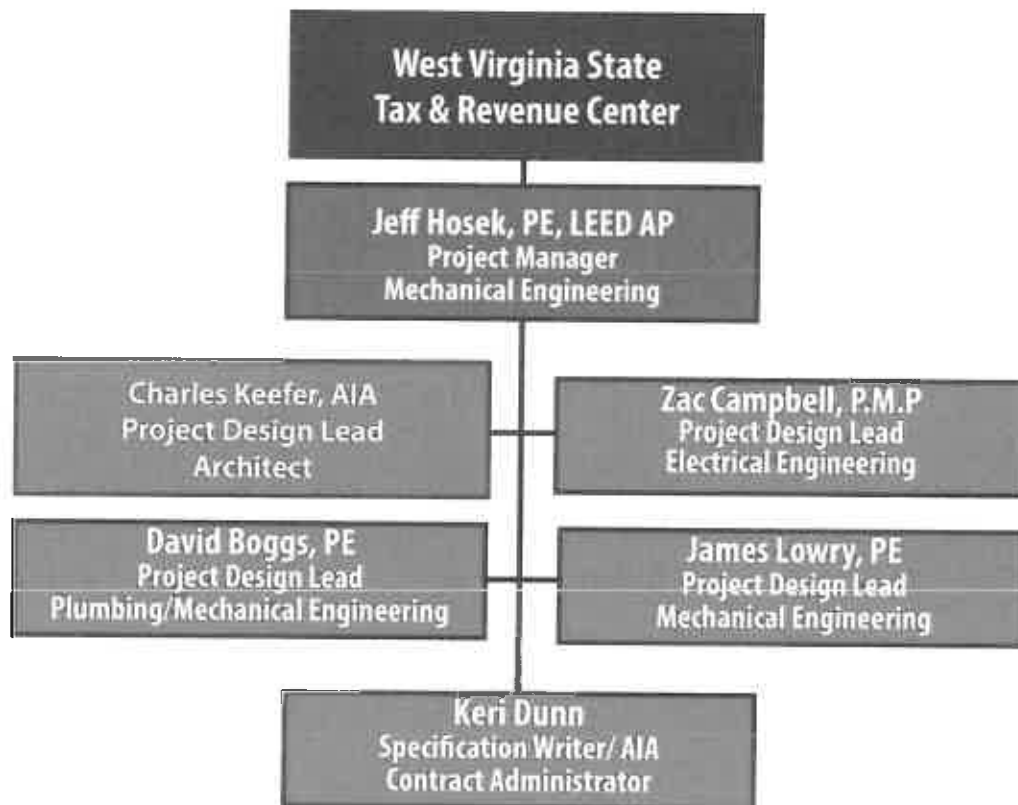 West Virginia State
Tax & Revenue Center
Jeff Hosek, PE, LEED AP
Project Manager
Mechanical Engineering
Charles Keefer, AIA
Project Design Lead
Architect
Zac Campbell, P.M.P
Project Design Lead
Electrical Engineering
David Boggs, PE
Project Design Lead
Plumbing/Mechanical Engineering
James Lowry, PE
Project Design Lead
Mechanical Engineering
Keri Dunn
Specification Writer/ AIA
Contract Administrator